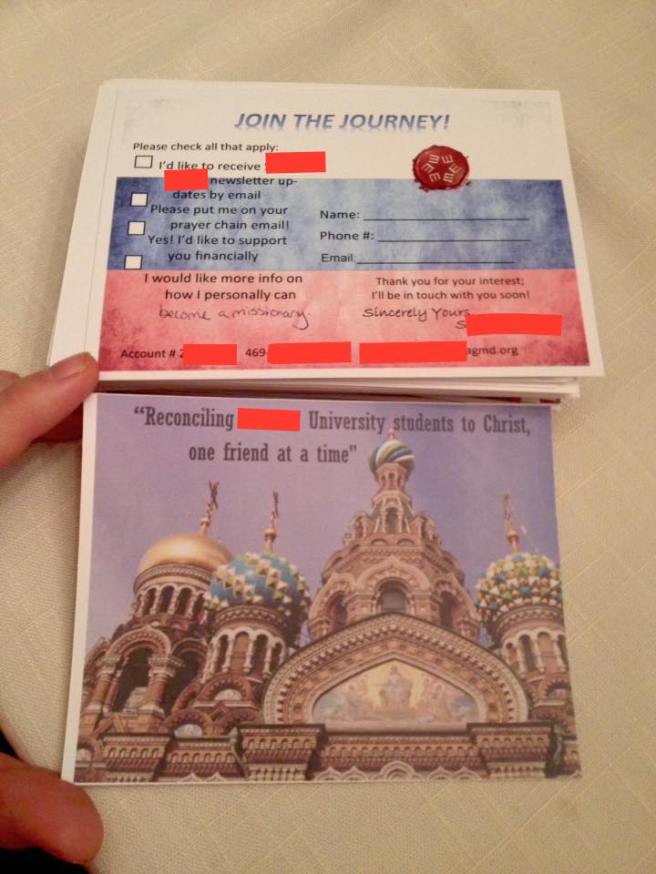 JOIN THE JOURNEY!
Please check all that apply:
I'd like to receive
newsletter up-
dates by email
Please put me on your
prayer chain email!
Yes! I'd like to support
you financially
I would like more info on
how I personally can
become a missionary.
Name:
Phone #:
Email:
Thank you for your interest;
I'll be in touch with you soon!
Sincerely Yours
S
Account # 2
469-
agmd.org
"Reconciling University students to Christ,
one friend at a time"